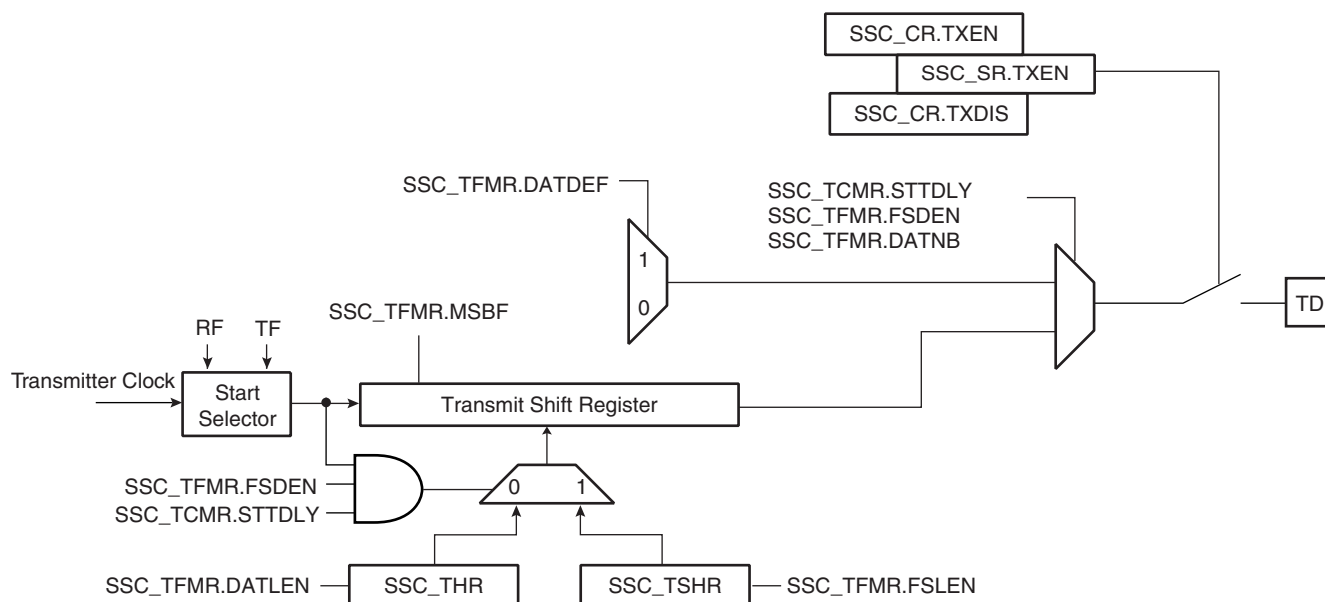 SSC_CR.TXEN
SSC_SR.TXEN
SSC_CR.TXDIS
SSC_TFMR.DATDEF
SSC_TCMR.STTDLY
SSC_TFMR.FSDEN
SSC_TFMR.DATNB
1
0
TD
SSC_TFMR.MSBF
RF
TF
Transmitter Clock
Start
Selector
Transmit Shift Register
0
1
SSC_TFMR.FSDEN
SSC_TCMR.STTDLY
SSC_TFMR.DATLEN
SSC_THR
SSC_TSHR
SSC_TFMR.FSLEN